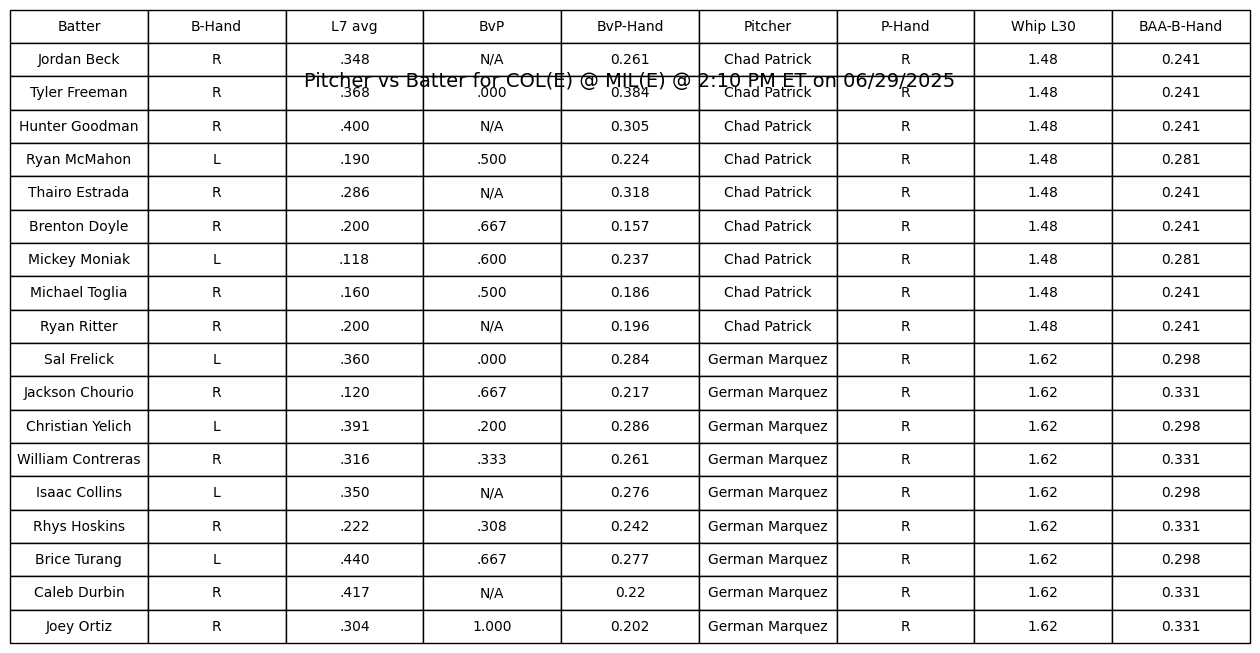 Batter B-Hand L7 avg BvP BvP-Hand Pitcher P-Hand Whip L30 BAA-B-Hand
Jordan Beck R .348 N/A 0.261 Chad Patrick R 1.48 0.241
Pitcher vs Batter for COL(E) @ MIL(E) @ 2:10 PM ET on 06/29/2025
Tyler Freeman R .368 .000 0.384 Chad Patrick R 1.48 0.241
Hunter Goodman R .400 N/A 0.305 Chad Patrick R 1.48 0.241
Ryan McMahon L .190 .500 0.224 Chad Patrick R 1.48 0.281
Thairo Estrada R .286 N/A 0.318 Chad Patrick R 1.48 0.241
Brenton Doyle R .200 .667 0.157 Chad Patrick R 1.48 0.241
Mickey Moniak L .118 .600 0.237 Chad Patrick R 1.48 0.281
Michael Toglia R .160 .500 0.186 Chad Patrick R 1.48 0.241
Ryan Ritter R .200 N/A 0.196 Chad Patrick R 1.48 0.241
Sal Frelick L .360 .000 0.284 German Marquez R 1.62 0.298
Jackson Chourio R .120 .667 0.217 German Marquez R 1.62 0.331
Christian Yelich L .391 .200 0.286 German Marquez R 1.62 0.298
William Contreras R .316 .333 0.261 German Marquez R 1.62 0.331
Isaac Collins L .350 N/A 0.276 German Marquez R 1.62 0.298
Rhys Hoskins R .222 .308 0.242 German Marquez R 1.62 0.331
Brice Turang L .440 .667 0.277 German Marquez R 1.62 0.298
Caleb Durbin R .417 N/A 0.22 German Marquez R 1.62 0.331
Joey Ortiz R .304 1.000 0.202 German Marquez R 1.62 0.331